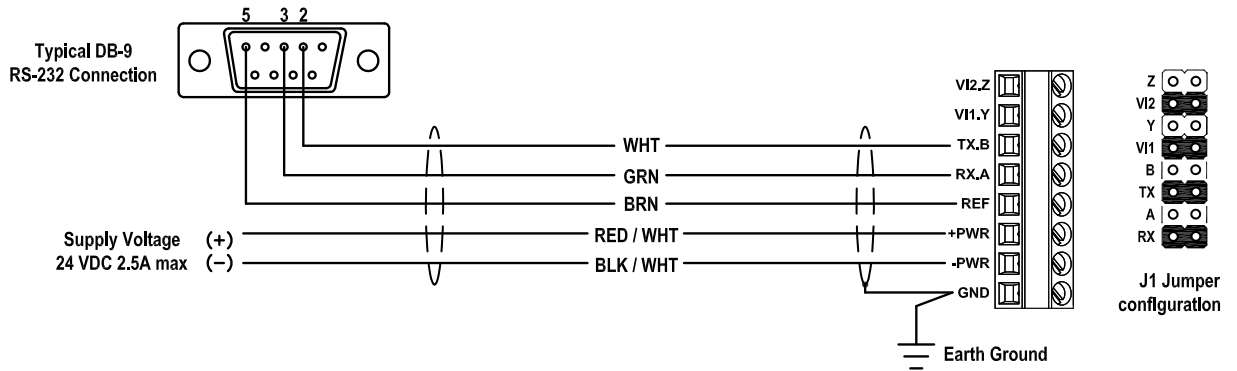 5 3 2
Typical DB-9
RS-232 Connection
WHT
GRN
BRN
RED / WHT
BLK / WHT
Supply Voltage (+)
24 VDC 2.5A max (−)
VI2.Z
VI1.Y
TX.B
RX.A
REF
+PWR
-PWR
GND
Earth Ground
Z
VI2
Y
VI1
B
TX
A
RX
J1 Jumper
configuration